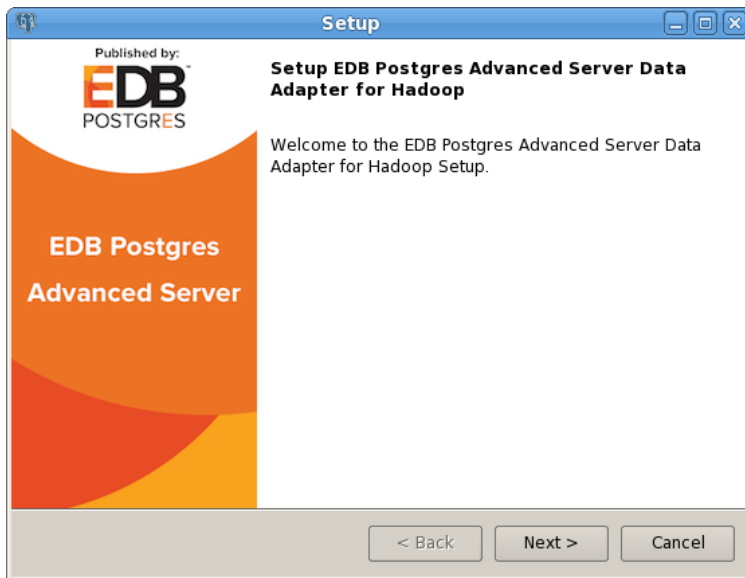 Setup
Published by:
EDB
POSTGRES
EDB Postgres
Advanced Server
Setup EDB Postgres Advanced Server Data
Adapter for Hadoop
Welcome to the EDB Postgres Advanced Server Data
Adapter for Hadoop Setup.
< Back
Next >
Cancel